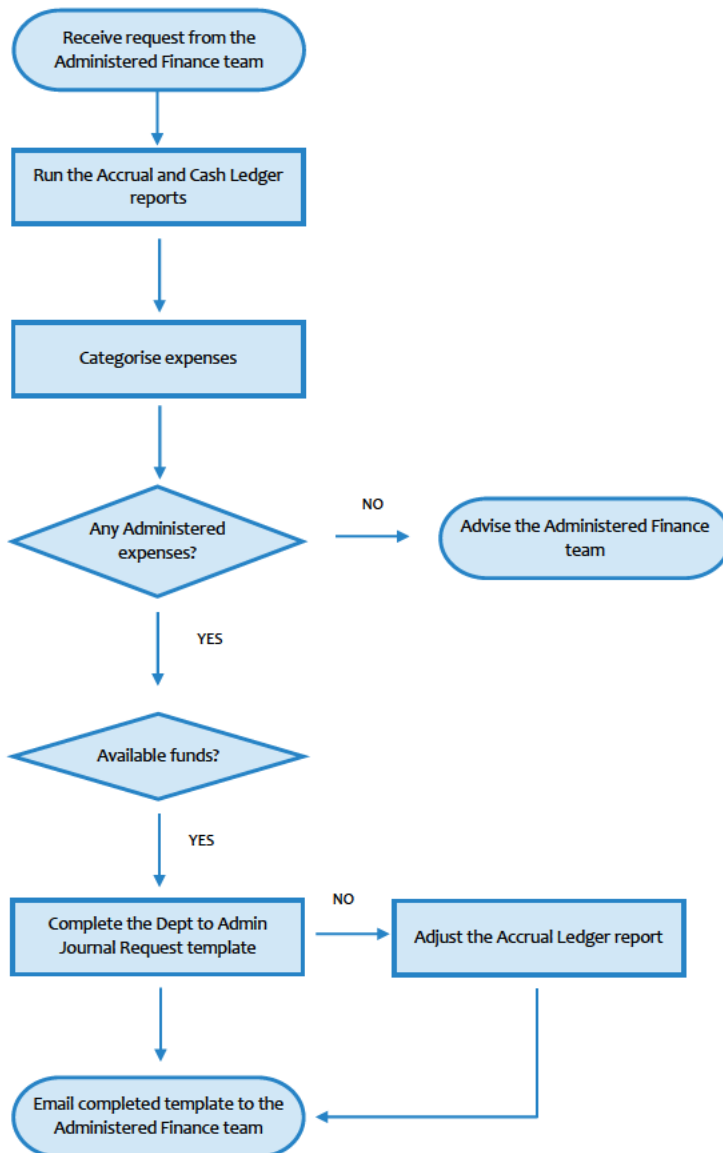 Receive request from the
Administered Finance team
Run the Accrual and Cash Ledger
reports
Categorise expenses
Any Administered
expenses?
NO
Advise the Administered Finance
team
YES
Available funds?
YES
Complete the Dept to Admin
Journal Request template
NO
Adjust the Accrual Ledger report
Email completed template to the
Administered Finance team